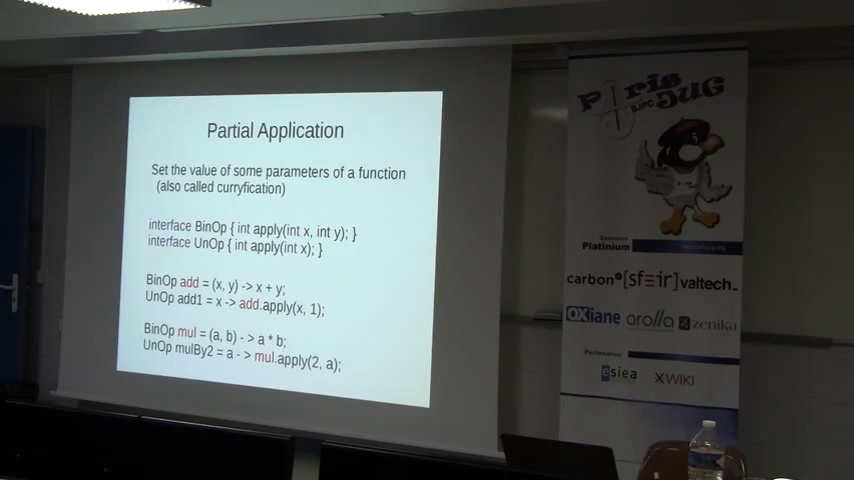 Partial Application
Set the value of some parameters of a function
(also called curryfication)
interface BinOp { int apply(int x, int y); }
interface UnOp { int apply(int x); }
BinOp add = (x, y) -> x + y;
UnOp add1 = x -> add.apply(x, 1);
BinOp mul = (a, b) - > a * b;
UnOp mulBy2 = a - > mul.apply(2, a);
Paris
JUG
Sponsors
Platinium
carbon [sfeir] valtech_
OXiane arolla zenika
Partenaires
esiea XWIKI